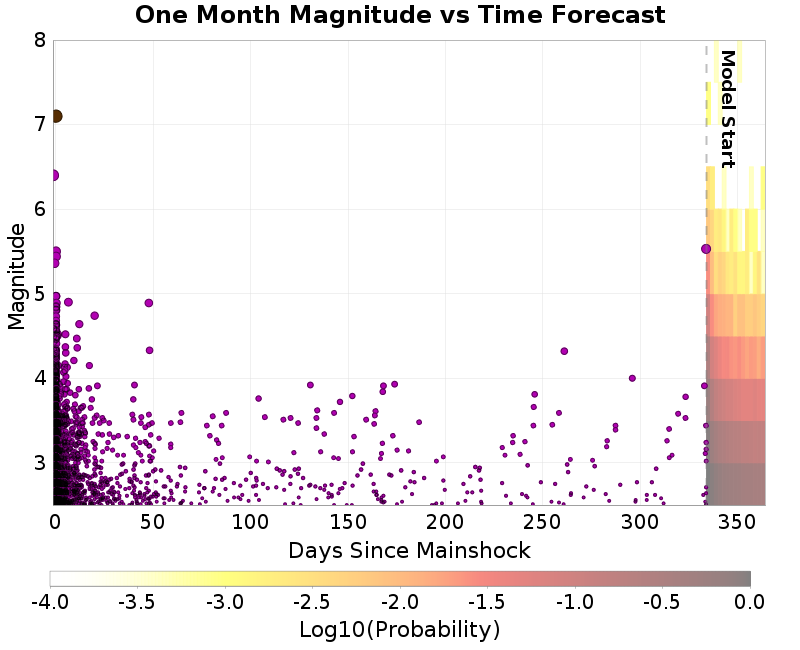 One Month Magnitude vs Time Forecast
8
7
6
5
4
3
Magnitude
Model Start
0 50 100 150 200 250 300 350
Days Since Mainshock
-4.0 -3.5 -3.0 -2.5 -2.0 -1.5 -1.0 -0.5 0.0
Log10(Probability)